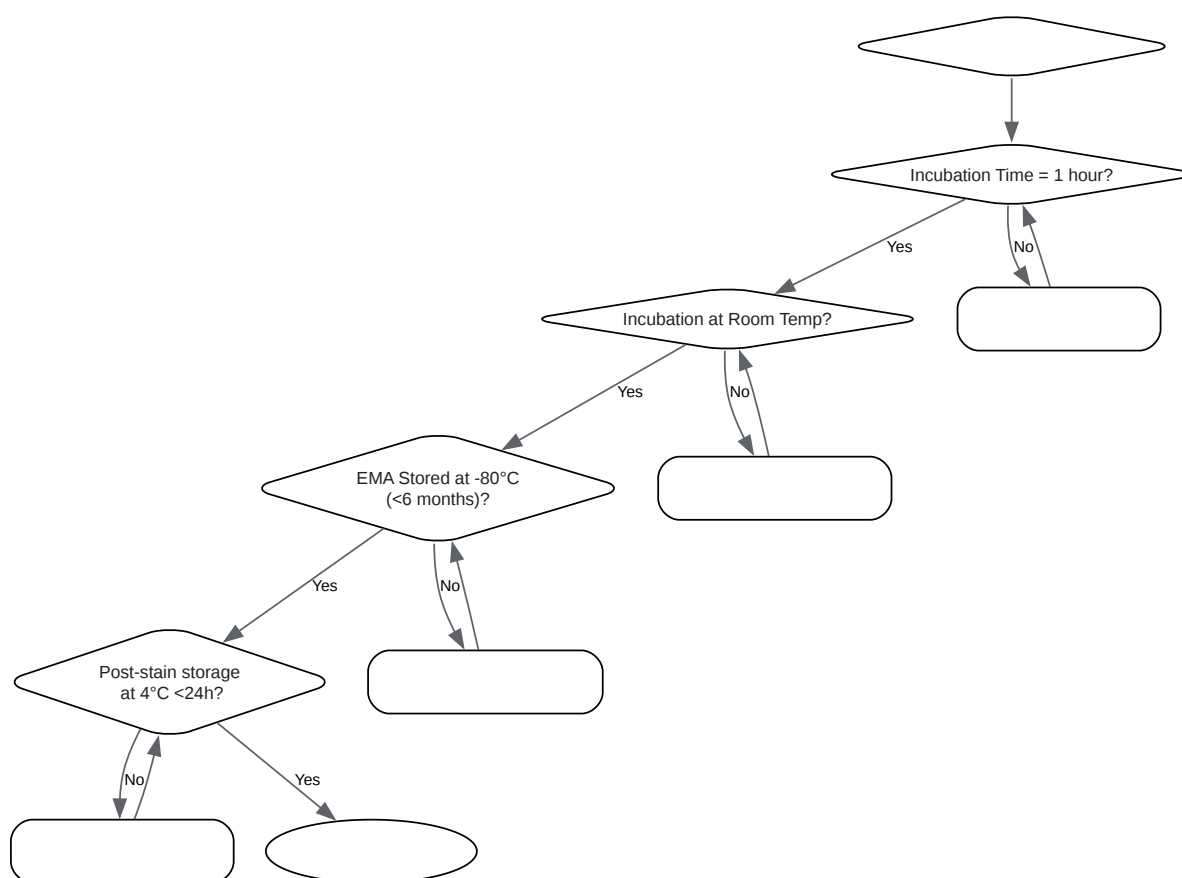 Incubation Time = 1 hour?
Yes
No
Incubation at Room Temp?
Yes
No
EMA Stored at -80°C
(<6 months)?
Yes
No
Post-stain storage
at 4°C <24h?
No
Yes